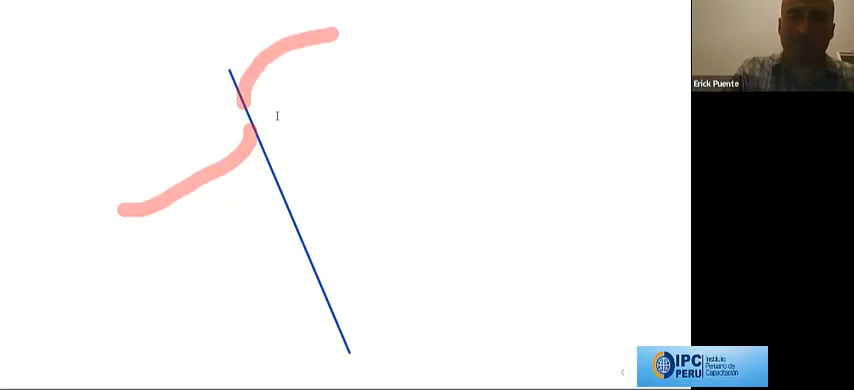 Erick Puente
IPC
PERU
Instituto
Peruano de
Capacitación